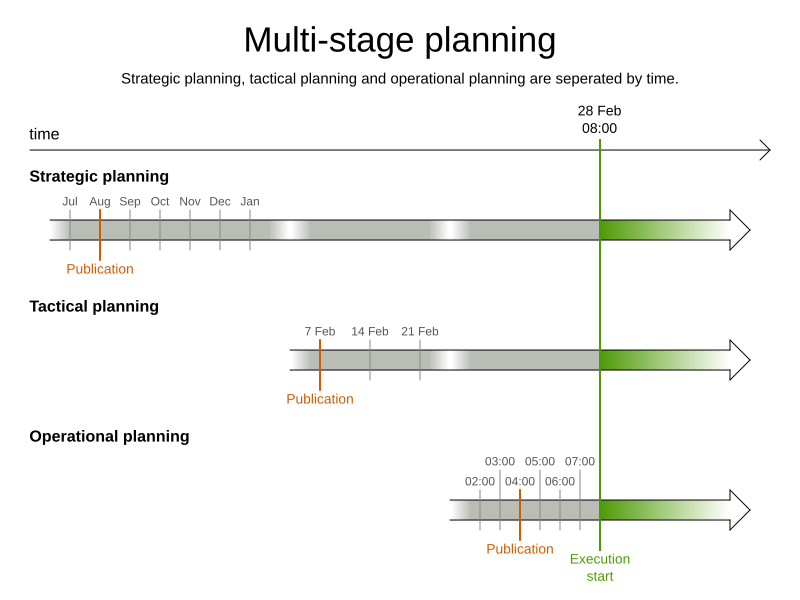 Multi-stage planning
Strategic planning, tactical planning and operational planning are seperated by time.
28 Feb
08:00
time
Strategic planning
Jul Aug Sep Oct Nov Dec Jan
Publication
Tactical planning
7 Feb 14 Feb 21 Feb
Publication
Operational planning
03:00 05:00 07:00
02:00 04:00 06:00
Publication
Execution
start